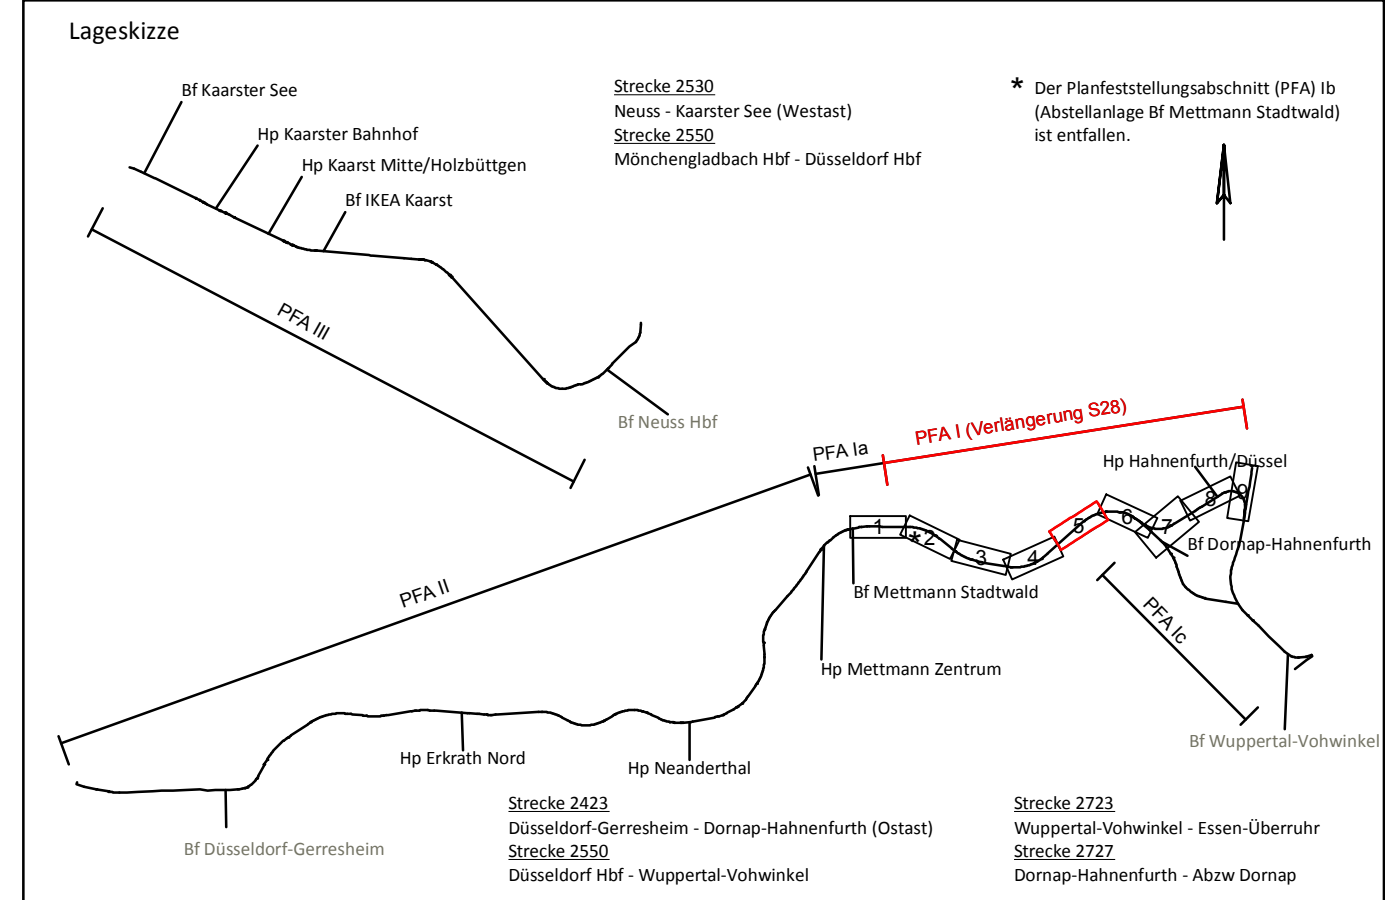 Lageskizze
Bf Kaarster See
Hp Kaarster Bahnhof
Hp Kaarst Mitte/Holzbüttgen
Bf IKEA Kaarst
Strecke 2530
Neuss - Kaarster See (Westast)
Strecke 2550
Mönchengladbach Hbf - Düsseldorf Hbf
* Der Planfeststellungsabschnitt (PFA) Ib
(Abstellanlage Bf Mettmann Stadtwald)
ist entfallen.
PFA III
Bf Neuss Hbf
PFA Ia
PFA I (Verlängerung S28)
Hp Hahnenfurth/Düssel
1
*
2
3
4
5
6
7
8
9
Bf Dornap-Hahnenfurth
Bf Mettmann Stadtwald
PFA II
PFA Ic
Hp Mettmann Zentrum
Bf Wuppertal-Vohwinkel
Hp Erkrath Nord
Hp Neanderthal
Bf Düsseldorf-Gerresheim
Strecke 2423
Düsseldorf-Gerresheim - Dornap-Hahnenfurth (Ostast)
Strecke 2550
Düsseldorf Hbf - Wuppertal-Vohwinkel
Strecke 2723
Wuppertal-Vohwinkel - Essen-Überruhr
Strecke 2727
Dornap-Hahnenfurth - Abzw Dornap